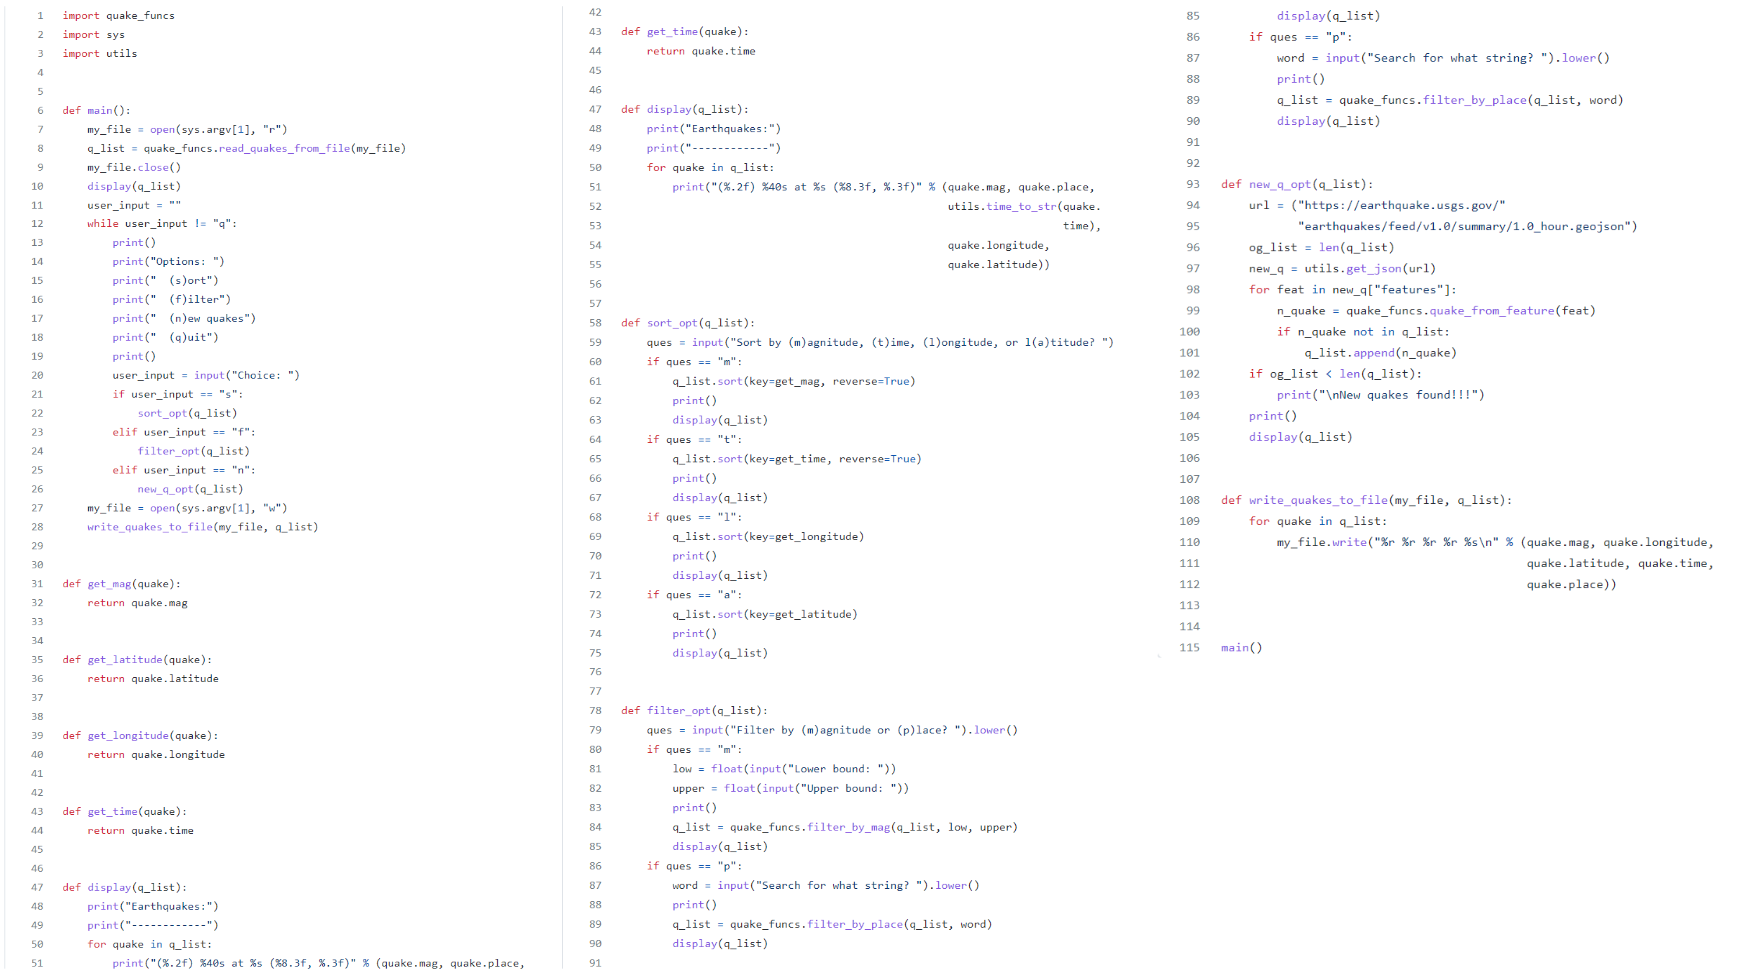 1 import quake_funcs
2 import sys
3 import utils
4
5
6 def main():
7     my_file = open(sys.argv[1], "r")
8     q_list = quake_funcs.read_quakes_from_file(my_file)
9     my_file.close()
10     display(q_list)
11     user_input = ""
12     while user_input != "q":
13         print()
14         print("Options: ")
15         print("  (s)ort")
16         print("  (f)ilter")
17         print("  (n)ew quakes")
18         print("  (q)uit")
19         print()
20         user_input = input("Choice: ")
21         if user_input == "s":
22             sort_opt(q_list)
23         elif user_input == "f":
24             filter_opt(q_list)
25         elif user_input == "n":
26             new_q_opt(q_list)
27     my_file = open(sys.argv[1], "w")
28     write_quakes_to_file(my_file, q_list)
29
30
31 def get_mag(quake):
32     return quake.mag
33
34
35 def get_latitude(quake):
36     return quake.latitude
37
38
39 def get_longitude(quake):
40     return quake.longitude
41
42
43 def get_time(quake):
44     return quake.time
45
46
47 def display(q_list):
48     print("Earthquakes:")
49     print("------------")
50     for quake in q_list:
51         print("(%.2f) %40s at %s (%8.3f, %.3f)" % (quake.mag, quake.place,
42
43 def get_time(quake):
44     return quake.time
45
46
47 def display(q_list):
48     print("Earthquakes:")
49     print("------------")
50     for quake in q_list:
51         print("(%.2f) %40s at %s (%8.3f, %.3f)" % (quake.mag, quake.place,
52                                                    utils.time_to_str(quake.
53                                                                      time),
54                                                    quake.longitude,
55                                                    quake.latitude))
56
57
58 def sort_opt(q_list):
59     ques = input("Sort by (m)agnitude, (t)ime, (l)ongitude, or l(a)titude? ")
60     if ques == "m":
61         q_list.sort(key=get_mag, reverse=True)
62         print()
63         display(q_list)
64     if ques == "t":
65         q_list.sort(key=get_time, reverse=True)
66         print()
67         display(q_list)
68     if ques == "l":
69         q_list.sort(key=get_longitude)
70         print()
71         display(q_list)
72     if ques == "a":
73         q_list.sort(key=get_latitude)
74         print()
75         display(q_list)
76
77
78 def filter_opt(q_list):
79     ques = input("Filter by (m)agnitude or (p)lace? ").lower()
80     if ques == "m":
81         low = float(input("Lower bound: "))
82         upper = float(input("Upper bound: "))
83         print()
84         q_list = quake_funcs.filter_by_mag(q_list, low, upper)
85         display(q_list)
86     if ques == "p":
87         word = input("Search for what string? ").lower()
88         print()
89         q_list = quake_funcs.filter_by_place(q_list, word)
90         display(q_list)
91
85         display(q_list)
86     if ques == "p":
87         word = input("Search for what string? ").lower()
88         print()
89         q_list = quake_funcs.filter_by_place(q_list, word)
90         display(q_list)
91
92
93 def new_q_opt(q_list):
94     url = ("https://earthquake.usgs.gov/"
95            "earthquakes/feed/v1.0/summary/1.0_hour.geojson")
96     og_list = len(q_list)
97     new_q = utils.get_json(url)
98     for feat in new_q["features"]:
99         n_quake = quake_funcs.quake_from_feature(feat)
100         if n_quake not in q_list:
101             q_list.append(n_quake)
102     if og_list < len(q_list):
103         print("\nNew quakes found!!!")
104     print()
105     display(q_list)
106
107
108 def write_quakes_to_file(my_file, q_list):
109     for quake in q_list:
110         my_file.write("%r %r %r %r %s\n" % (quake.mag, quake.longitude,
111                                             quake.latitude, quake.time,
112                                             quake.place))
113
114
115 main()